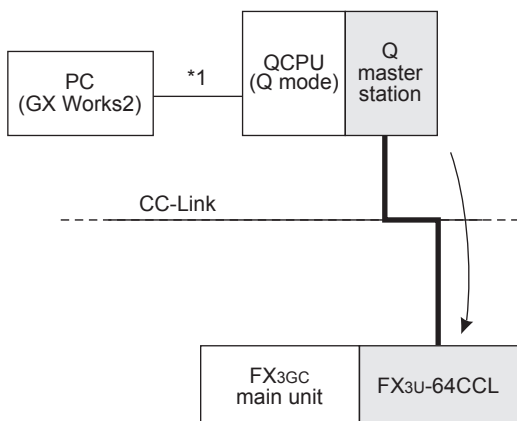 PC
(GX Works2)
*1
QCPU
(Q mode)
Q
master
station
CC-Link
FX3GC
main unit
FX3U-64CCL